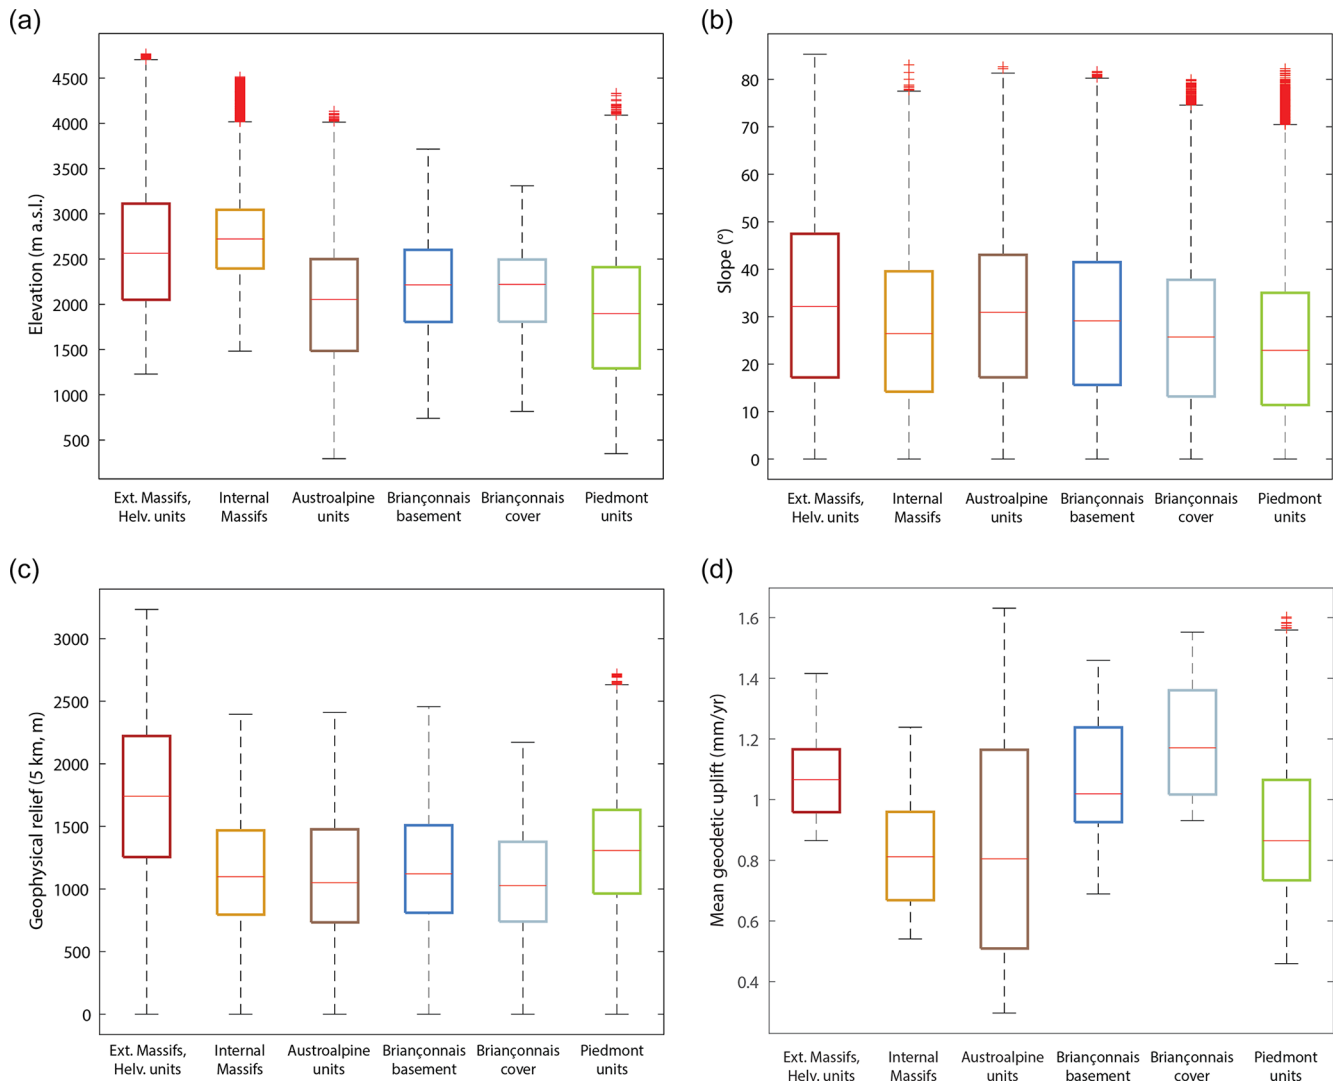 (a)
Elevation (m a.s.l.)
4500
4000
3500
3000
2500
2000
1500
1000
500
Ext. Massifs, Internal Austroalpine Briançonnais Briançonnais Piedmont
Helv. units Massifs units basement cover units
(b)
Slope (°)
80
70
60
50
40
30
20
10
0
Ext. Massifs, Internal Austroalpine Briançonnais Briançonnais Piedmont
Helv. units Massifs units basement cover units
(c)
Geophysical relief (5 km, m)
3000
2500
2000
1500
1000
500
0
Ext. Massifs, Internal Austroalpine Briançonnais Briançonnais Piedmont
Helv. units Massifs units basement cover units
(d)
Mean geodetic uplift (mm/yr)
1.6
1.4
1.2
1
0.8
0.6
0.4
Ext. Massifs, Internal Austroalpine Briançonnais Briançonnais Piedmont
Helv. units Massifs units basement cover units